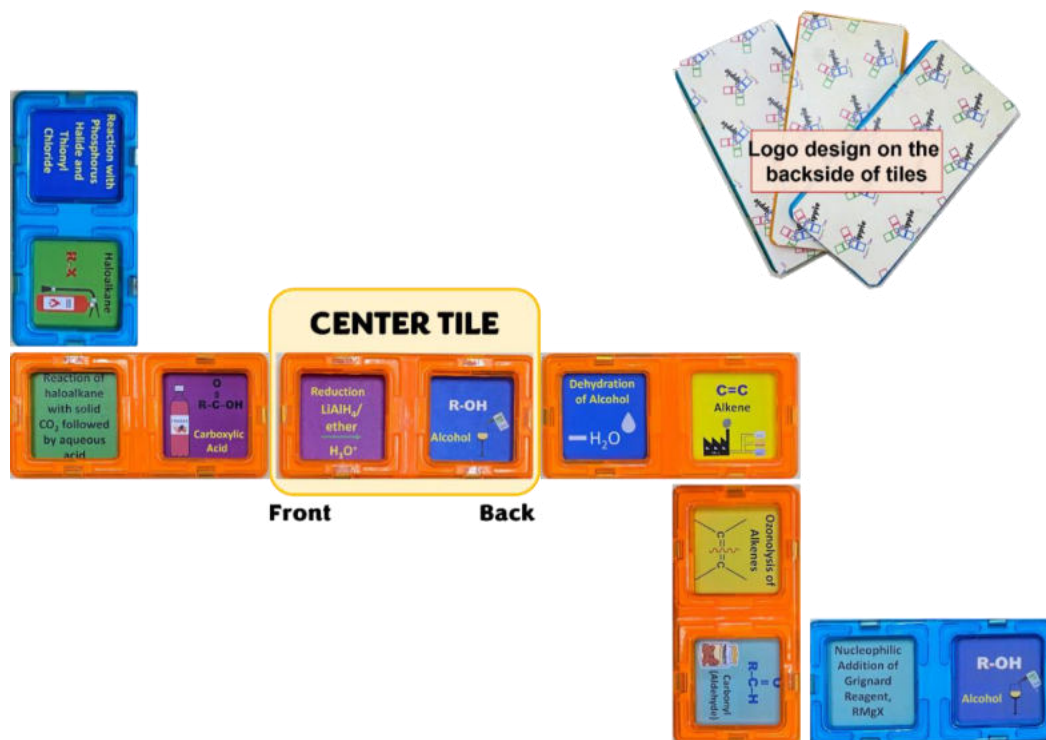 Logo design on the
backside of tiles
Reaction with
Phosphorus
Halide and
Thionyl
Chloride
Haloalkane
R-X
CENTER TILE
Reaction of
haloalkane
with solid
CO₂ followed
by aqueous
acid
O
R-C-OH
Carboxylic
Acid
Reduction
LiAlH₄/
ether
H₃O⁺
R-OH
Alcohol
Dehydration
of Alcohol
H₂O
C=C
Alkene
Front
Back
Ozonolysis of
Alkenes
C=C
O
R-C-H
Carbonyl
(Aldehyde)
Nucleophilic
Addition of
Grignard
Reagent,
RMgX
R-OH
Alcohol